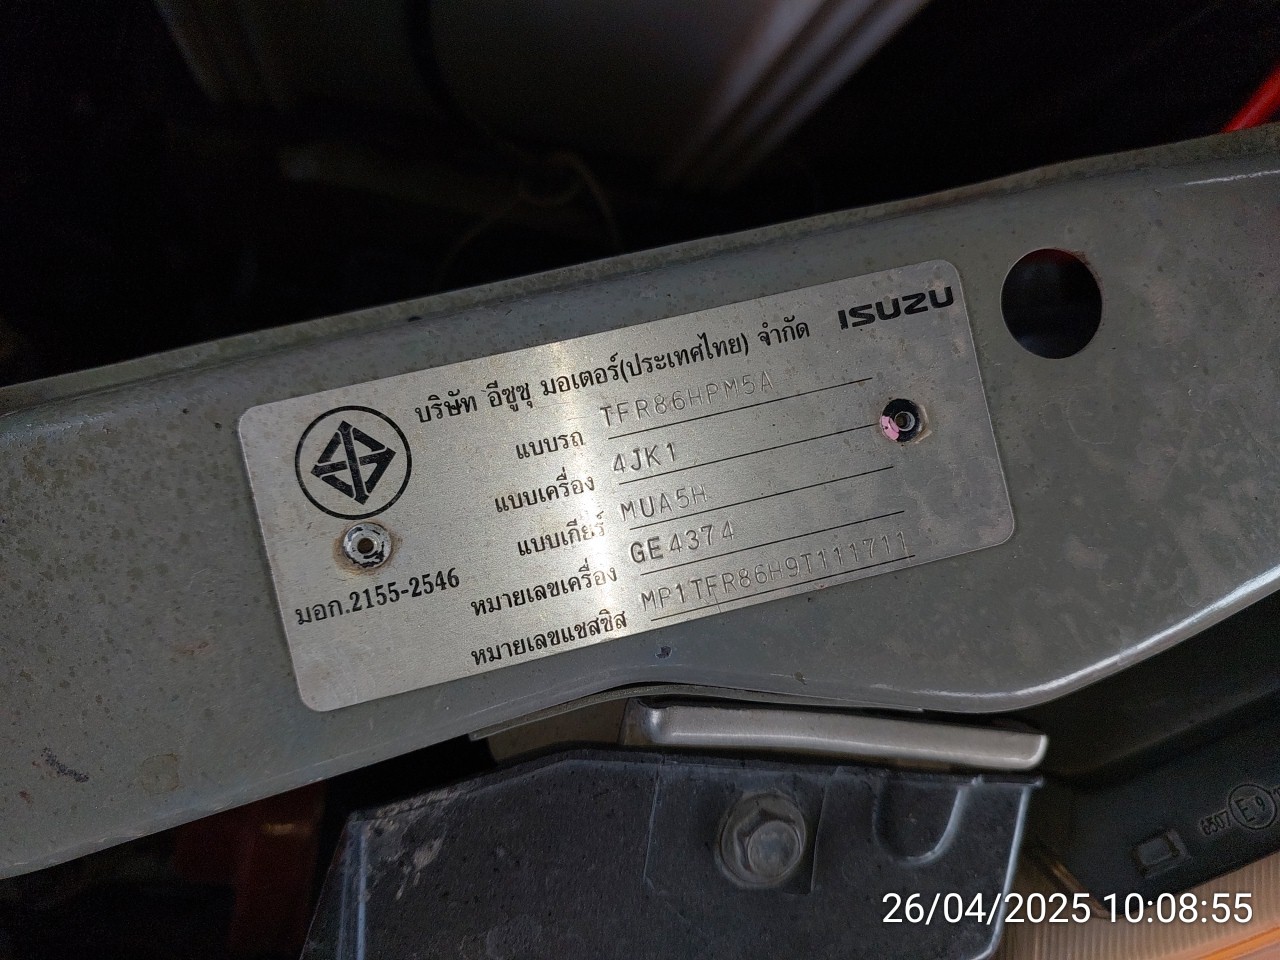 บริษัท อีซูซุ มอเตอร์(ประเทศไทย) จำกัด ISUZU
แบบรถ TFR86HPM5A
แบบเครื่อง 4JK1
แบบเกียร์ MUA5H
หมายเลขเครื่อง GE4374
หมายเลขแชสซิส MP1TFR86H9T111711
มอก.2155-2546
6507 E9
26/04/2025 10:08:55